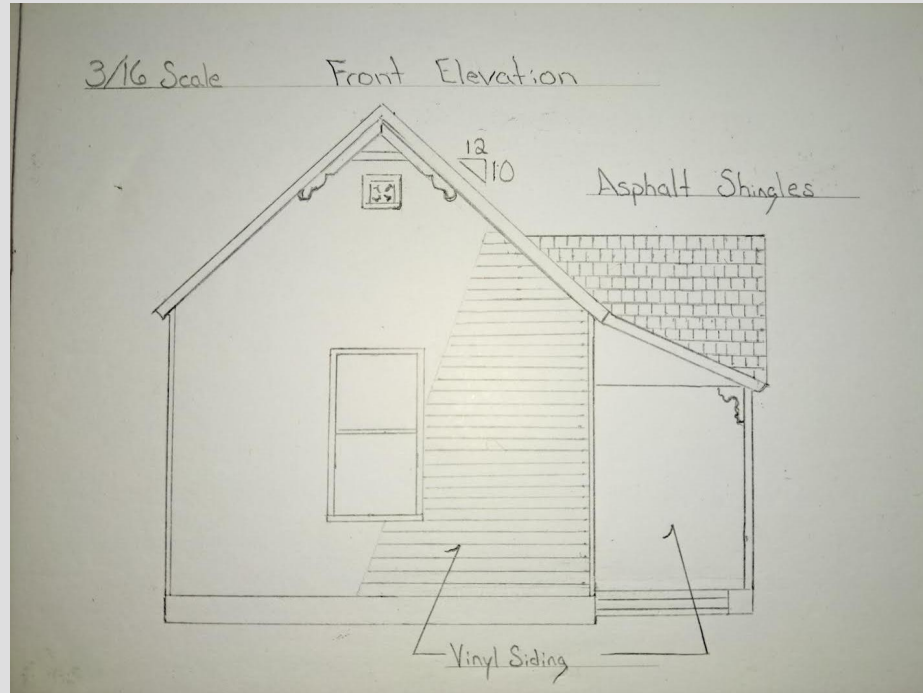 3/16 Scale
Front Elevation
12
10
Asphalt Shingles
Vinyl Siding